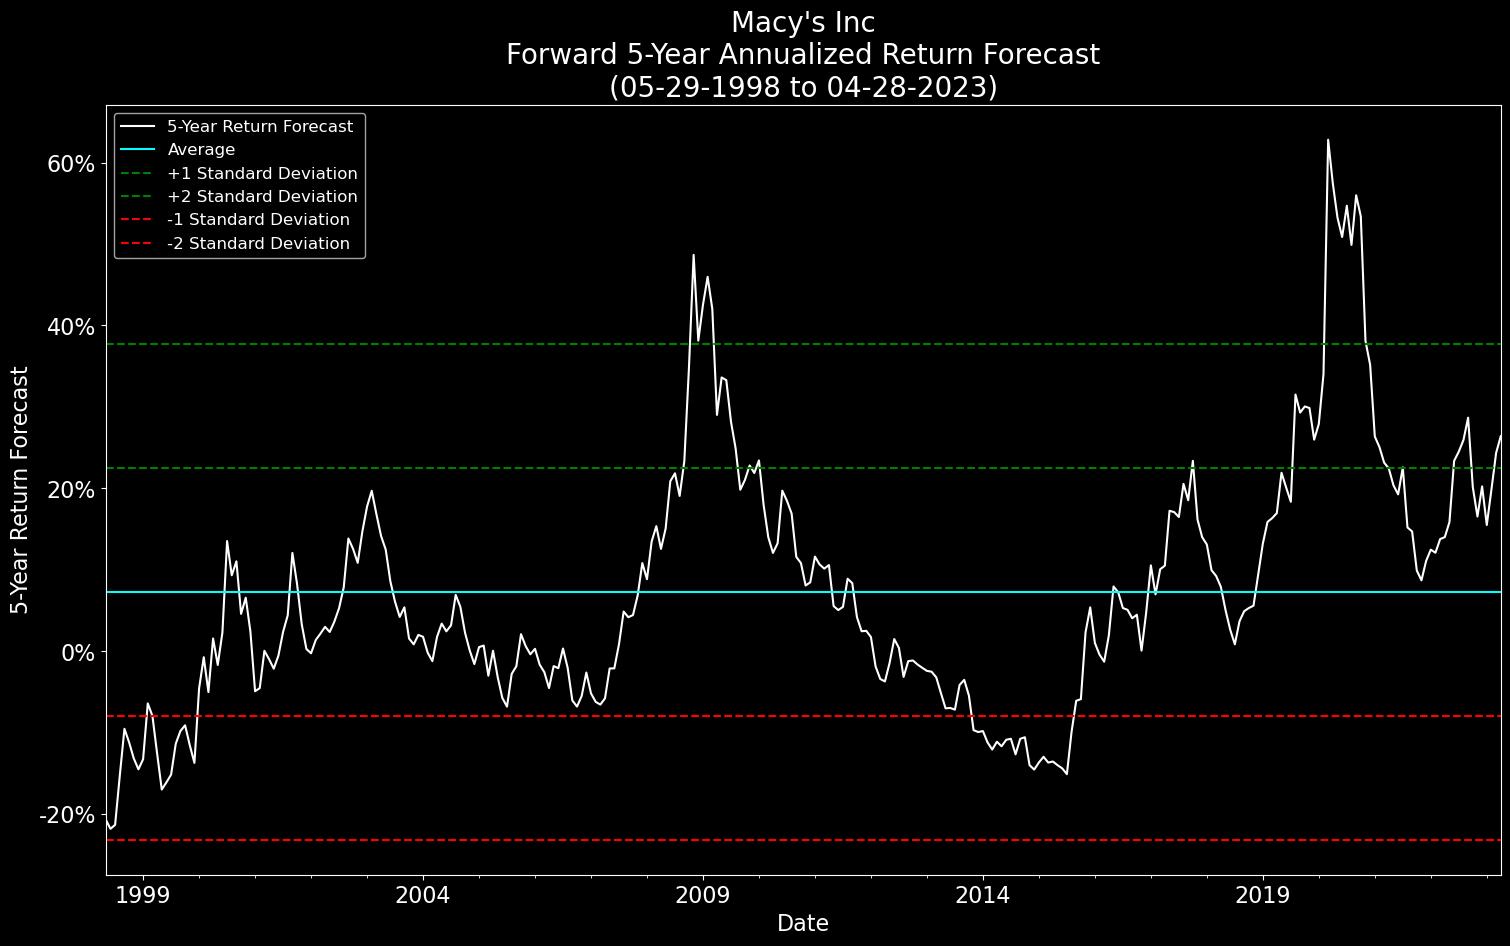 Macy's Inc
Forward 5-Year Annualized Return Forecast
(05-29-1998 to 04-28-2023)
5-Year Return Forecast
Average
+1 Standard Deviation
+2 Standard Deviation
-1 Standard Deviation
-2 Standard Deviation
60%
40%
20%
0%
-20%
5-Year Return Forecast
1999 2004 2009 2014 2019
Date